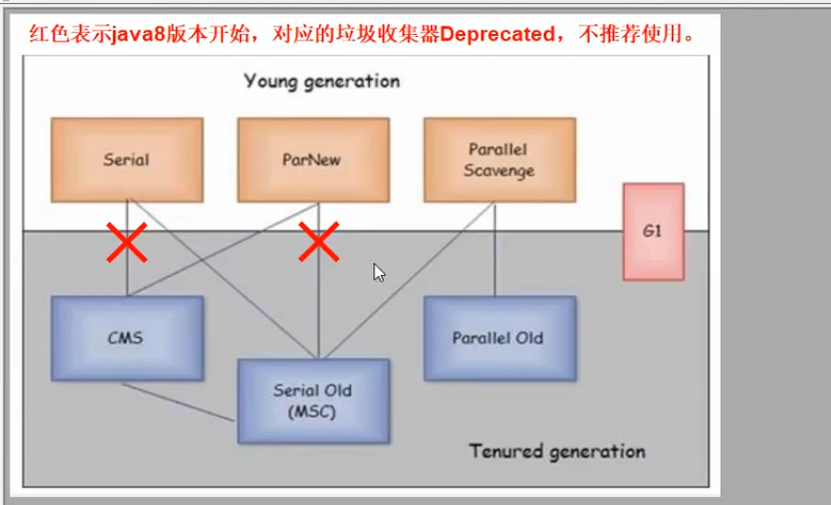 红色表示java8版本开始，对应的垃圾收集器Deprecated，不推荐使用。
Young generation
Serial
ParNew
Parallel
Scavenge
G1
CMS
Parallel Old
Serial Old
(MSC)
Tenured generation